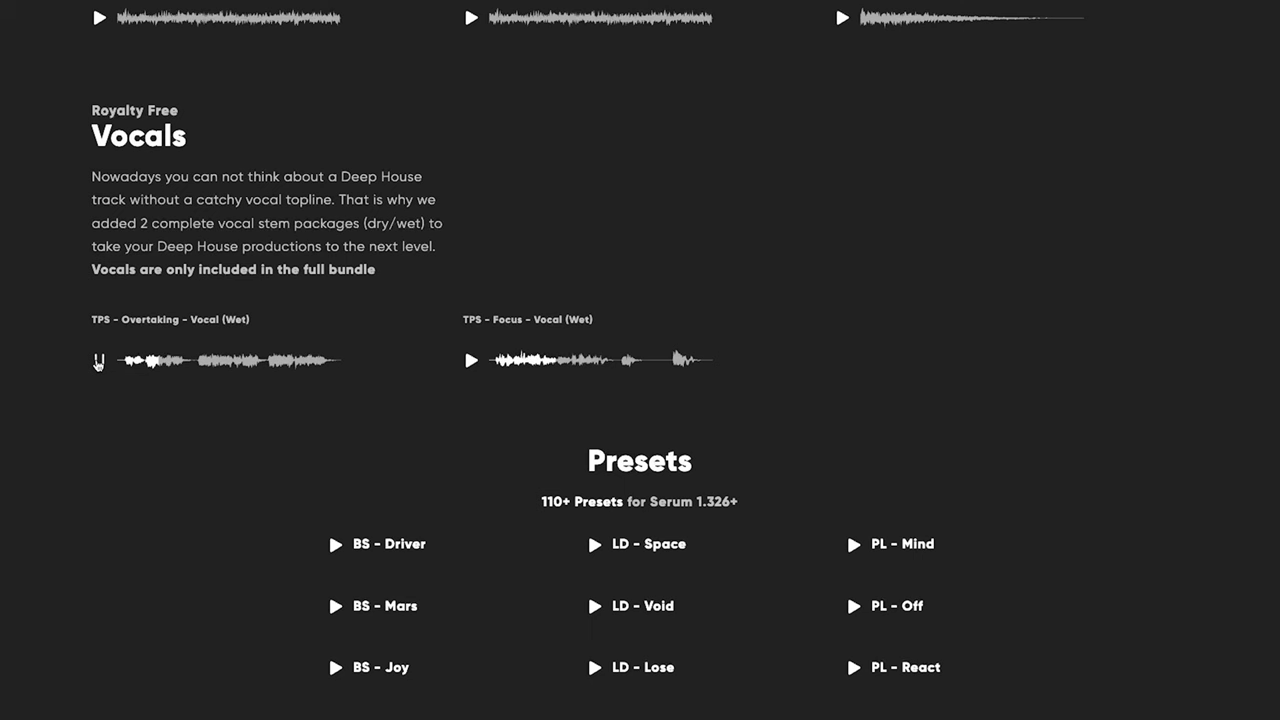 Royalty Free
Vocals
Nowadays you can not think about a Deep House
track without a catchy vocal topline. That is why we
added 2 complete vocal stem packages (dry/wet) to
take your Deep House productions to the next level.
Vocals are only included in the full bundle
TPS - Overtaking - Vocal (Wet)
TPS - Focus - Vocal (Wet)
Presets
110+ Presets for Serum 1.326+
BS - Driver
LD - Space
PL - Mind
BS - Mars
LD - Void
PL - Off
BS - Joy
LD - Lose
PL - React